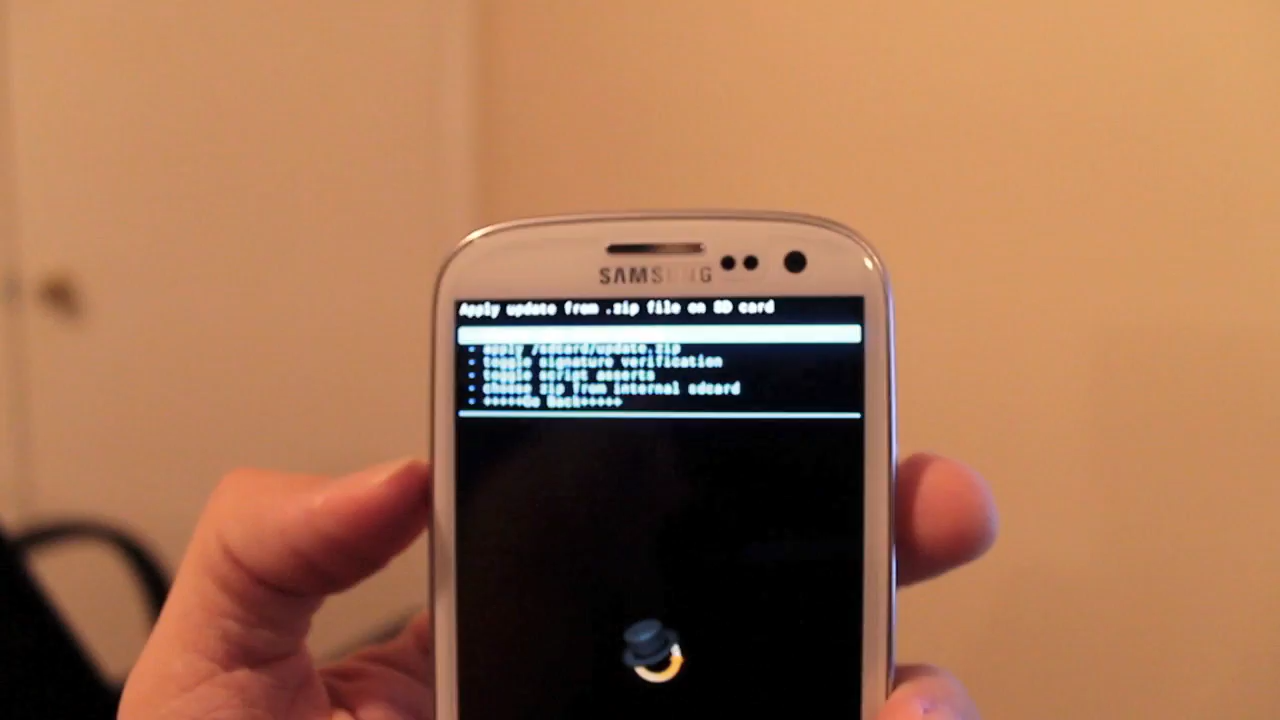 SAMSUNG
Apply update from .zip file on SD card
- apply /sdcard/update.zip
- toggle signature verification
- toggle script asserts
- choose zip from internal sdcard
- +++++Go Back+++++